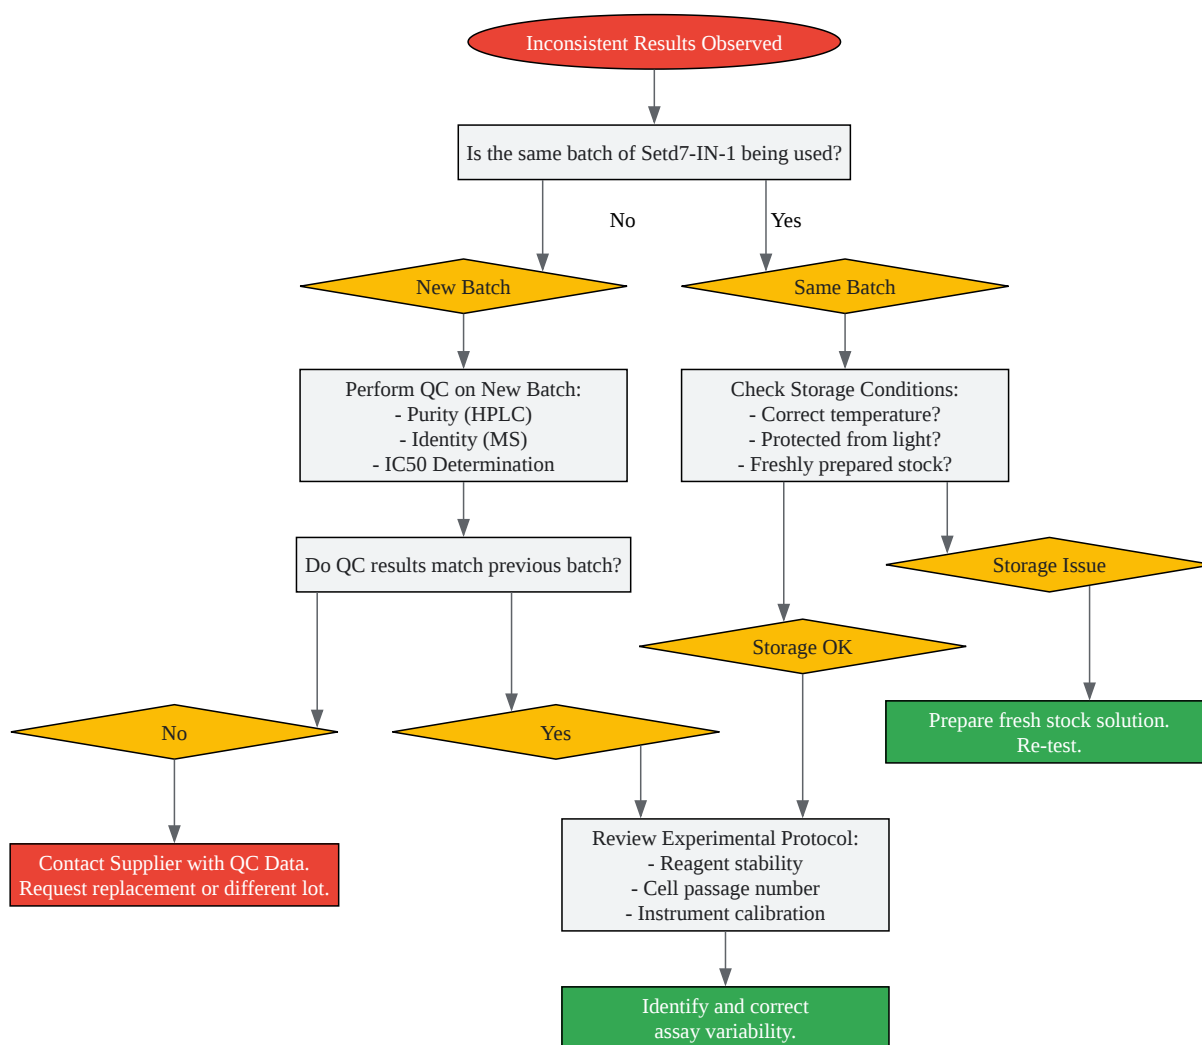 Inconsistent Results Observed
Is the same batch of Setd7-IN-1 being used?
No
Yes
New Batch
Same Batch
Perform QC on New Batch:
- Purity (HPLC)
- Identity (MS)
- IC50 Determination
Check Storage Conditions:
- Correct temperature?
- Protected from light?
- Freshly prepared stock?
Do QC results match previous batch?
Storage Issue
Storage OK
No
Yes
Prepare fresh stock solution.
Re-test.
Contact Supplier with QC Data.
Request replacement or different lot.
Review Experimental Protocol:
- Reagent stability
- Cell passage number
- Instrument calibration
Identify and correct
assay variability.